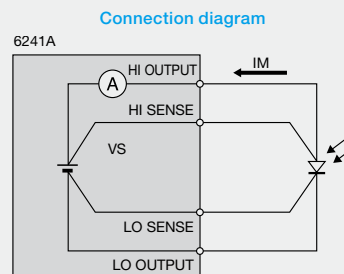 Connection diagram
6241A
HI OUTPUT
IM
A
HI SENSE
VS
LO SENSE
LO OUTPUT